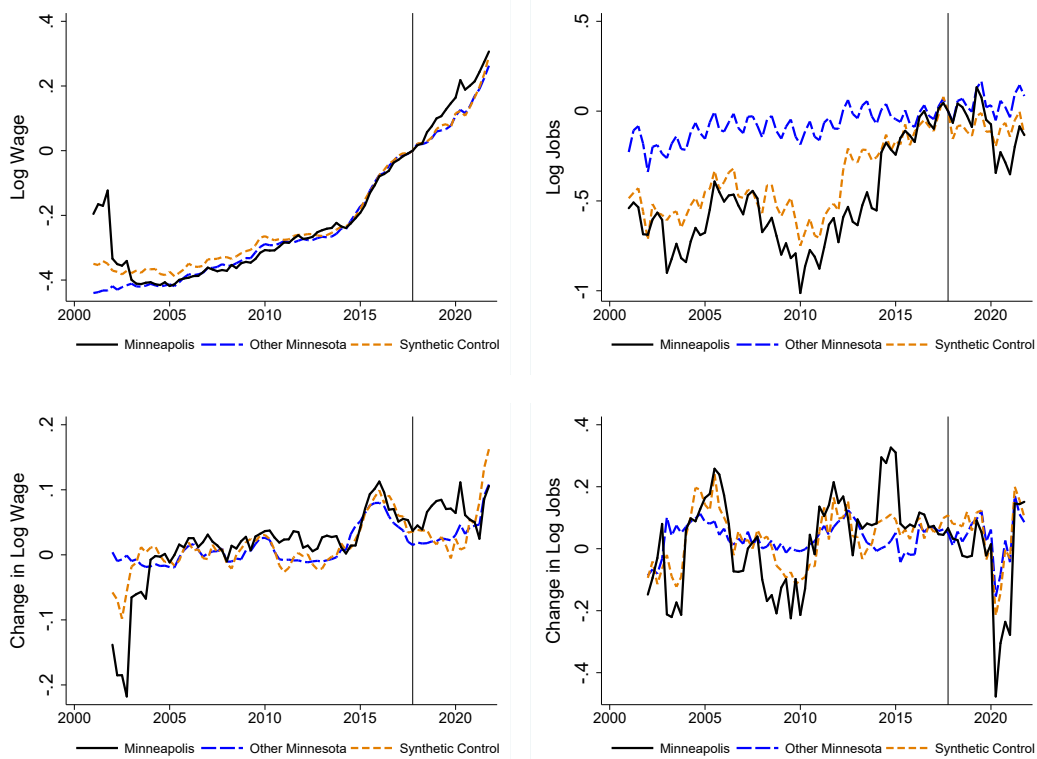 .4
.2
0
-.2
-.4
Log Wage
2000 2005 2010 2015 2020
Minneapolis Other Minnesota Synthetic Control
.5
0
-.5
-1
Log Jobs
2000 2005 2010 2015 2020
Minneapolis Other Minnesota Synthetic Control
.2
.1
0
-.1
-.2
Change in Log Wage
2000 2005 2010 2015 2020
Minneapolis Other Minnesota Synthetic Control
.4
.2
0
-.2
-.4
Change in Log Jobs
2000 2005 2010 2015 2020
Minneapolis Other Minnesota Synthetic Control